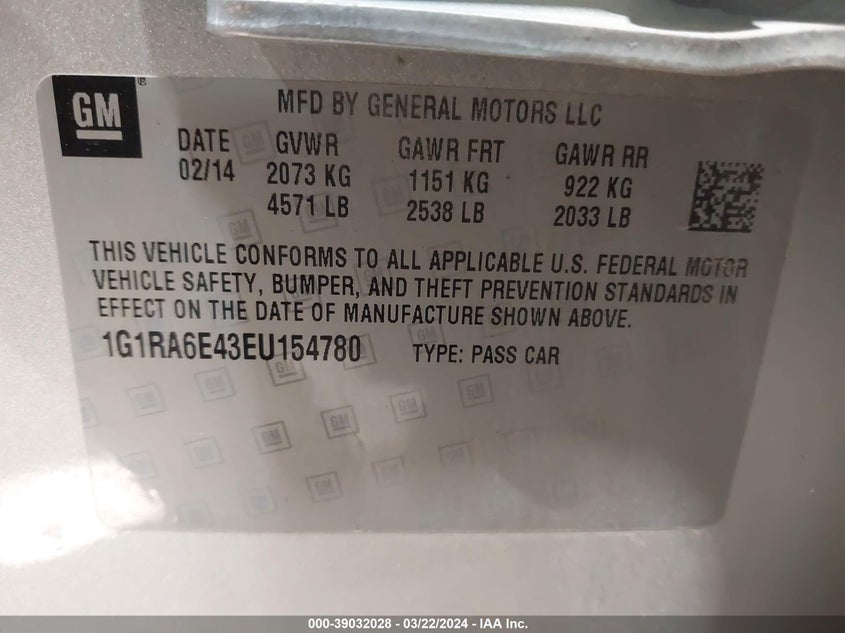 GM
MFD BY GENERAL MOTORS LLC
DATE GVWR GAWR FRT GAWR RR
02/14 2073 KG 1151 KG 922 KG
4571 LB 2538 LB 2033 LB
THIS VEHICLE CONFORMS TO ALL APPLICABLE U.S. FEDERAL MOTOR
VEHICLE SAFETY, BUMPER, AND THEFT PREVENTION STANDARDS IN
EFFECT ON THE DATE OF MANUFACTURE SHOWN ABOVE.
1G1RA6E43EU154780 TYPE: PASS CAR
000-39032028 - 03/22/2024 - IAA Inc.